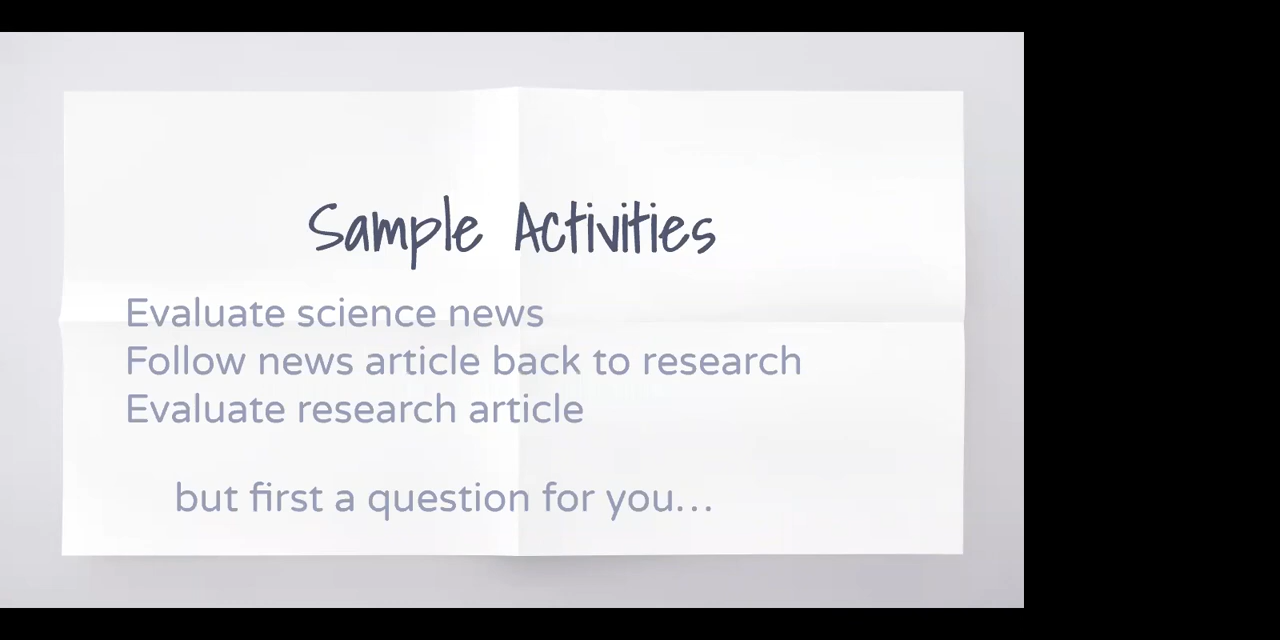 Sample Activities
Evaluate science news
Follow news article back to research
Evaluate research article
but first a question for you...